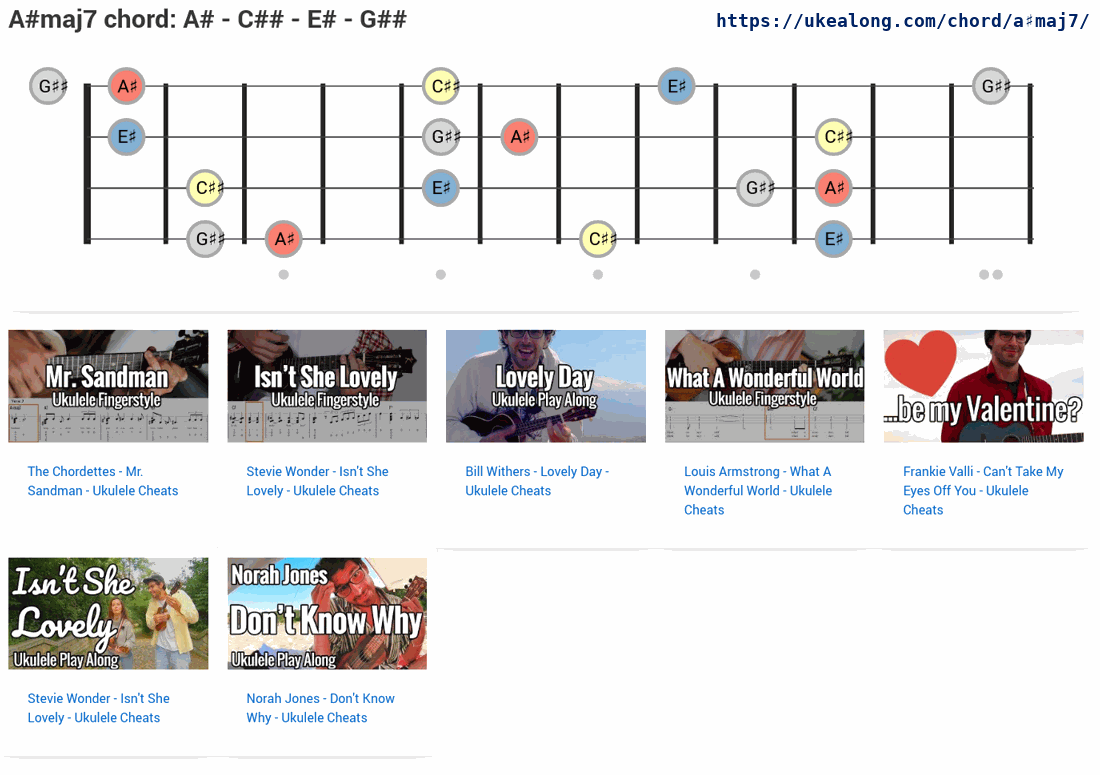 A#maj7 chord: A# - C## - E# - G##
https://ukealong.com/chord/a♯maj7/
G♯♯ A♯ C♯♯ E♯ G♯♯
E♯ G♯♯ A♯ C♯♯
C♯♯ E♯ G♯♯ A♯
G♯♯ A♯ C♯♯ E♯
Mr. Sandman
Ukulele Fingerstyle
Isn't She Lovely
Ukulele Fingerstyle
Lovely Day
Ukulele Play Along
What A Wonderful World
Ukulele Fingerstyle
...be my Valentine?
The Chordettes - Mr.
Sandman - Ukulele Cheats
Stevie Wonder - Isn't She
Lovely - Ukulele Cheats
Bill Withers - Lovely Day -
Ukulele Cheats
Louis Armstrong - What A
Wonderful World - Ukulele
Cheats
Frankie Valli - Can't Take My
Eyes Off You - Ukulele
Cheats
Isn't She
Lovely
Ukulele Play Along
Norah Jones
Don't Know Why
Ukulele Play Along
Stevie Wonder - Isn't She
Lovely - Ukulele Cheats
Norah Jones - Don't Know
Why - Ukulele Cheats